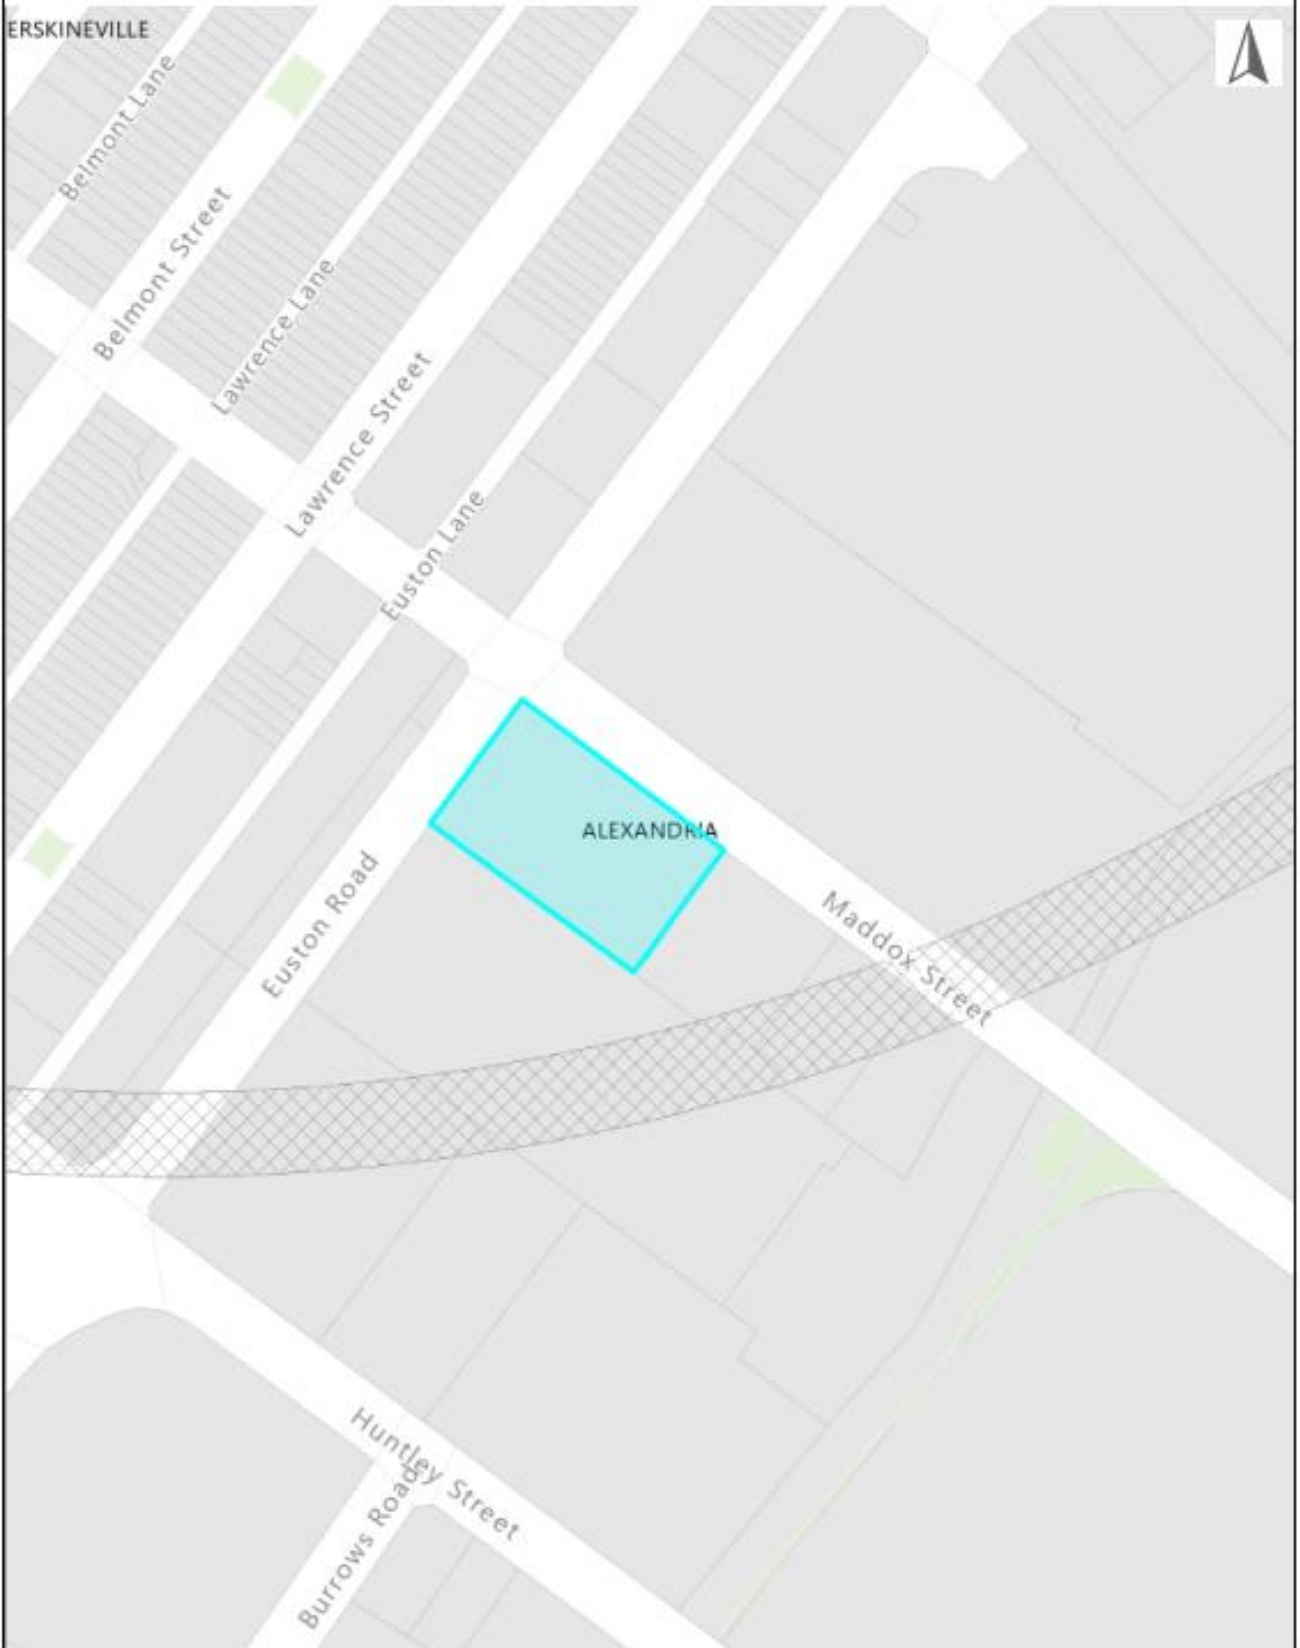 ERSKINEVILLE
Belmont Lane
Belmont Street
Lawrence Lane
Lawrence Street
Euston Lane
ALEXANDRIA
Euston Road
Maddox Street
Huntley Street
Burrows Road